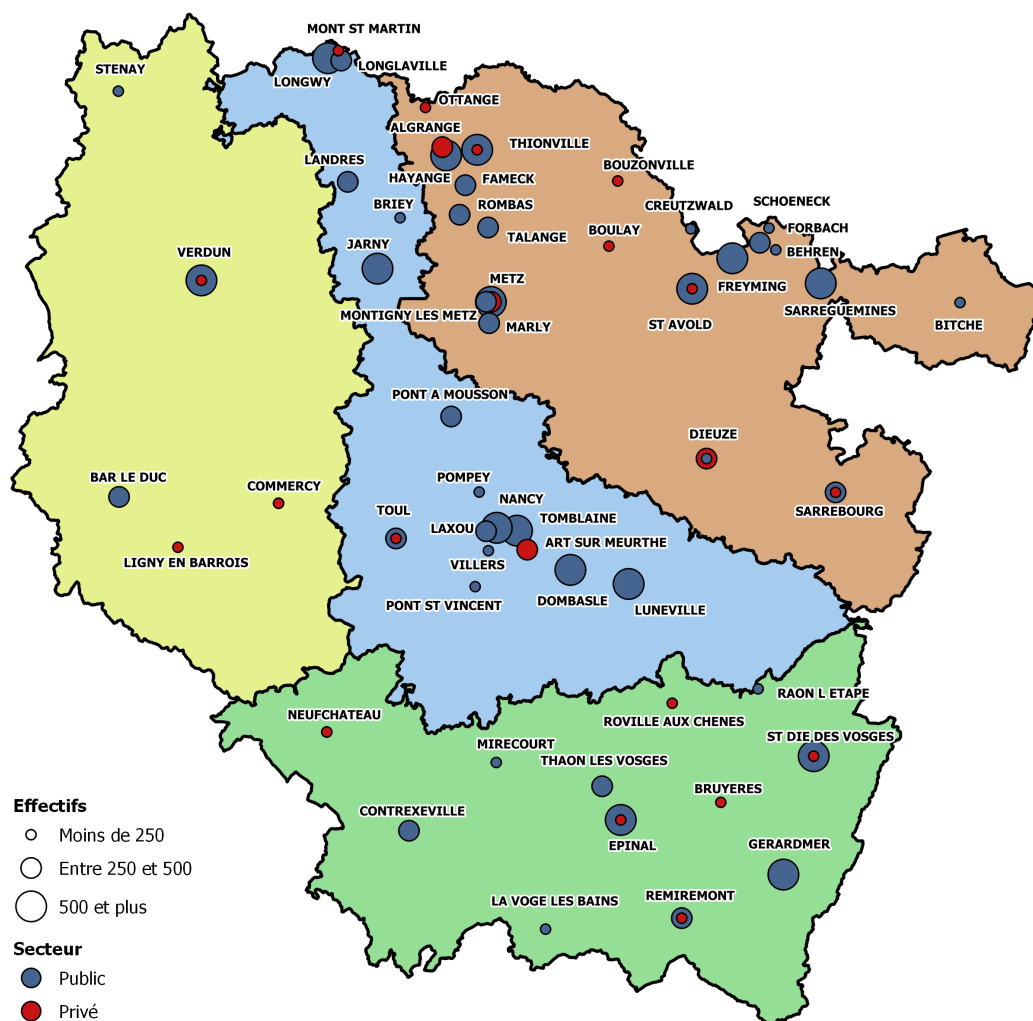 MONT ST MARTIN
STENAY
LONGLAVILLE
LONGWY
OTTANGE
ALGRANGE
THIONVILLE
LANDRES
BOUZONVILLE
HAYANGE
FAMECK
BRIEY
ROMBAS
CREUTZWALD
SCHOENECK
TALANGE
BOULAY
FORBACH
JARNY
BEHREN
VERDUN
METZ
FREYMING
MONTIGNY LES METZ
MARLY
ST AVOLD
SARREGUEMINES
BITCHE
PONT A MOUSSON
DIEUZE
BAR LE DUC
COMMERCY
POMPEY
NANCY
SARREBOURG
TOUL
LAXOU
TOMBLAINE
ART SUR MEURTHE
LIGNY EN BARROIS
VILLERS
PONT ST VINCENT
DOMBASLE
LUNEVILLE
RAON L ETAPE
NEUFCHATEAU
ROVILLE AUX CHENES
ST DIE DES VOSGES
MIRECOURT
THAON LES VOSGES
BRUYERES
CONTREXEVILLE
EPINAL
GERARDMER
LA VOGE LES BAINS
REMIREMONT
Effectifs
Moins de 250
Entre 250 et 500
500 et plus
Secteur
Public
Privé